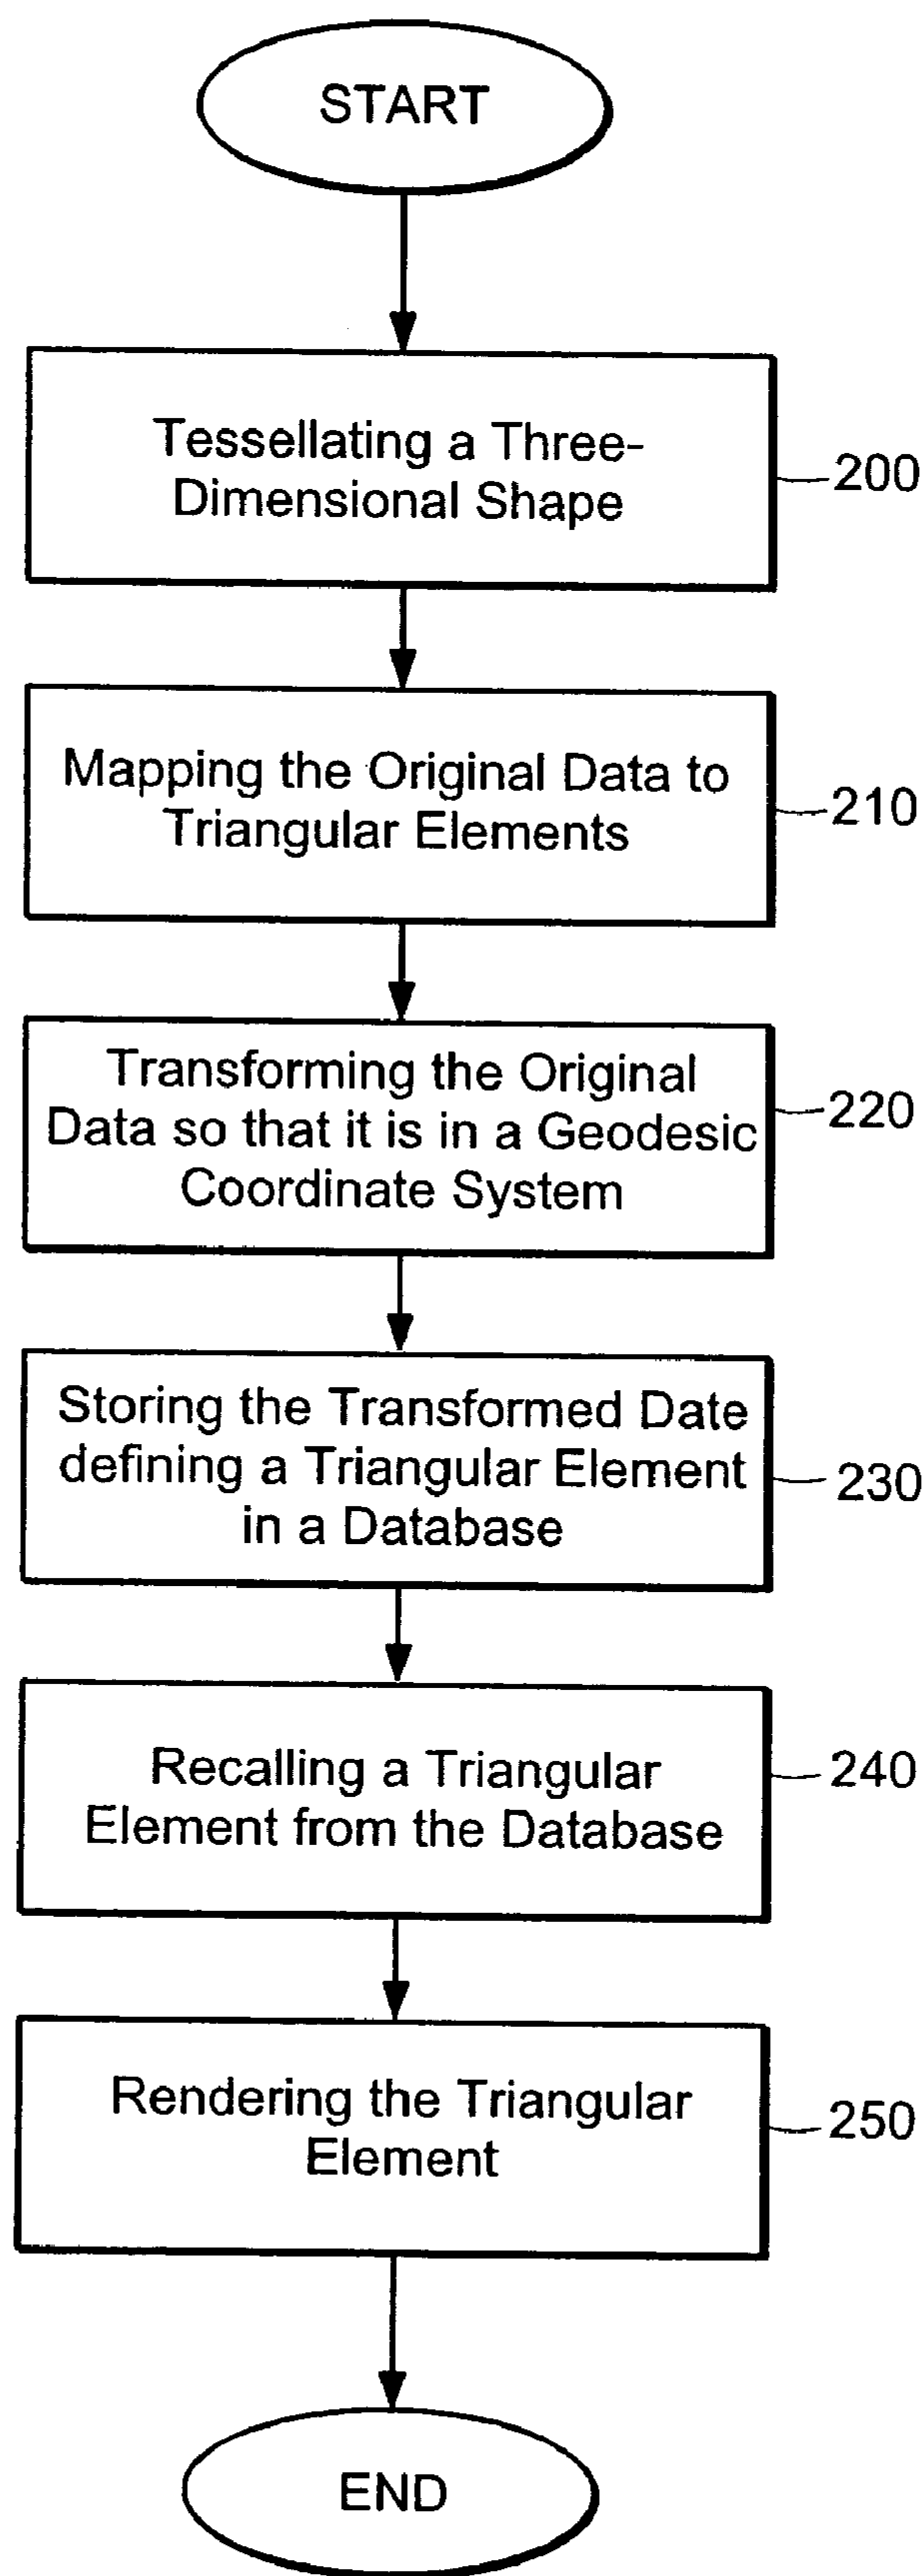 START
Tessellating a Three-
Dimensional Shape
200
Mapping the Original Data to
Triangular Elements
210
Transforming the Original
Data so that it is in a Geodesic
Coordinate System
220
Storing the Transformed Date
defining a Triangular Element
in a Database
230
Recalling a Triangular
Element from the Database
240
Rendering the Triangular
Element
250
END